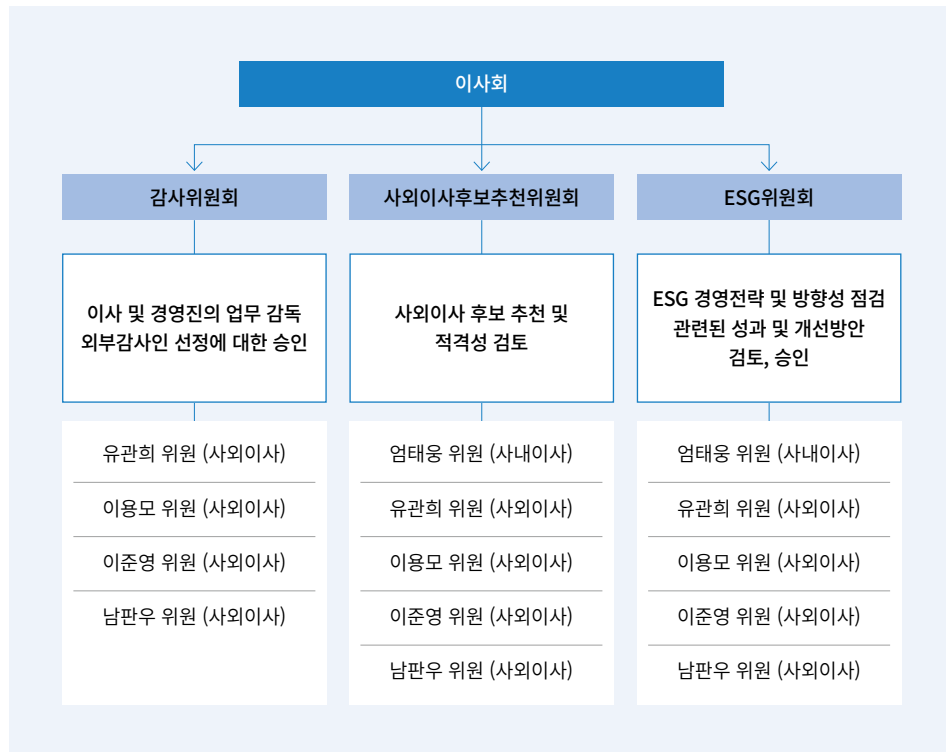 이사회
감사위원회
이사 및 경영진의 업무 감독
외부감사인 선정에 대한 승인
유관희 위원 (사외이사)
이용모 위원 (사외이사)
이준영 위원 (사외이사)
남판우 위원 (사외이사)
사외이사후보추천위원회
사외이사 후보 추천 및
적격성 검토
엄태웅 위원 (사내이사)
유관희 위원 (사외이사)
이용모 위원 (사외이사)
이준영 위원 (사외이사)
남판우 위원 (사외이사)
ESG위원회
ESG 경영전략 및 방향성 점검
관련된 성과 및 개선방안
검토, 승인
엄태웅 위원 (사내이사)
유관희 위원 (사외이사)
이용모 위원 (사외이사)
이준영 위원 (사외이사)
남판우 위원 (사외이사)